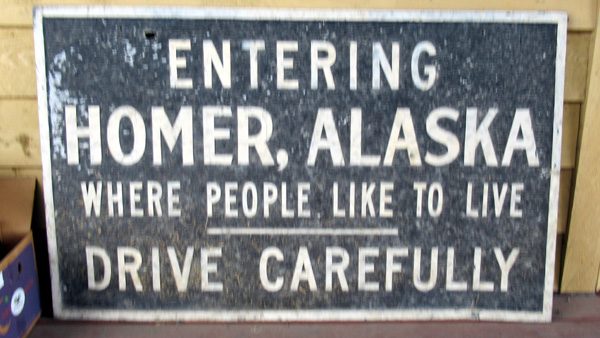 ENTERING
HOMER, ALASKA
WHERE PEOPLE LIKE TO LIVE
DRIVE CAREFULLY